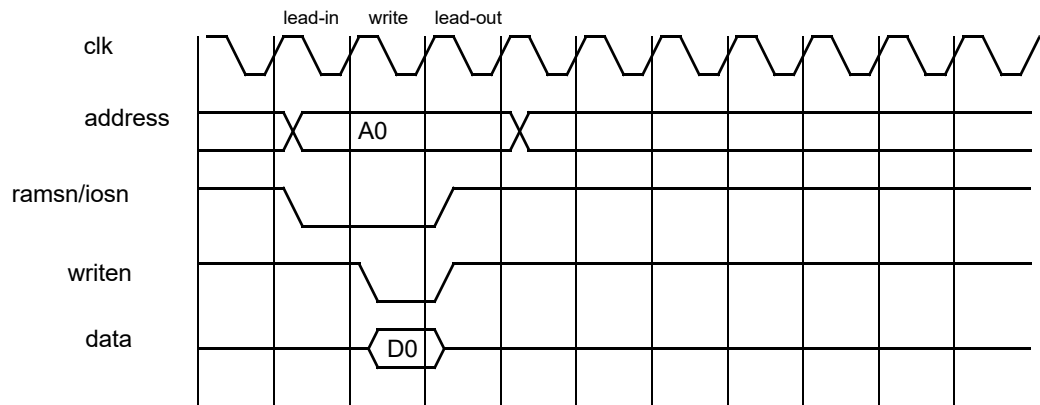 lead-in write lead-out
clk
address
A0
ramsn/iosn
writen
data
D0